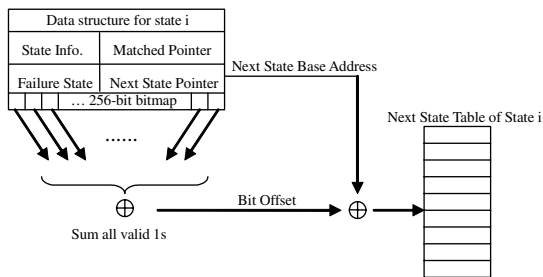 Data structure for state i
State Info. Matched Pointer
Failure State Next State Pointer
... 256-bit bitmap
Next State Base Address
Next State Table of State i
......
Bit Offset
Sum all valid 1s